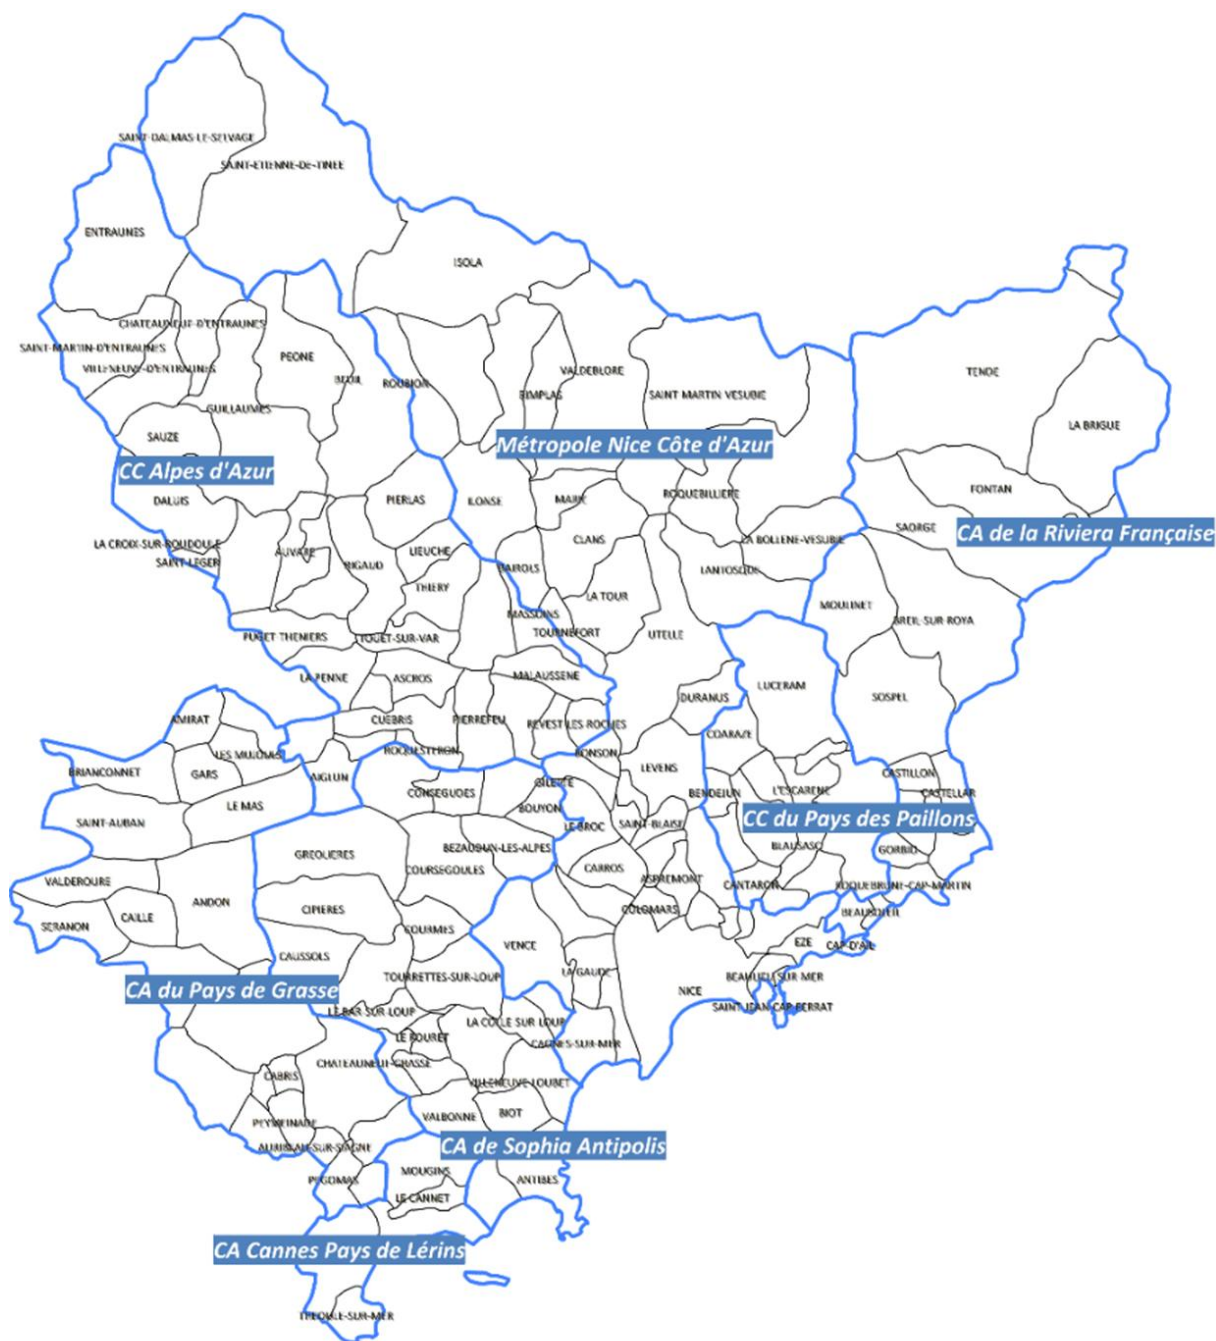 SAINT-DALMAS-LE-SELVAGE
SAINT-ETIENNE-DE-TINEE
ENTRAUNES
ISOLA
CHATEAUNEUF-D'ENTRAUNES
SAINT-MARTIN-D'ENTRAUNES
VILLENEUVE-D'ENTRAUNES
PEONE
BEUIL
ROUBION
RIMPLAS
VALDEBLORE
SAINT MARTIN VESUBIE
TENDE
LA BRIGUE
GUILLAUMES
SAUZE
Métropole Nice Côte d'Azur
CC Alpes d'Azur
DALUIS
PIERLAS
ILONSE
MARIE
ROQUEBILLIERE
FONTAN
SAORGE
CA de la Riviera Française
LA CROIX-SUR-ROUDOULE
SAINT-LEGER
AUVARE
RIGAUD
LIEUCHE
THIERY
BAIROLS
CLANS
LA BOLLENE-VESUBIE
LANTOSQUE
LA TOUR
MASSOINS
TOURNEFORT
UTELLE
MOULINET
BREIL-SUR-ROYA
PUGET THENIERS
TOUET-SUR-VAR
LA PENNE
ASCROS
MALAUSSENE
DURANUS
LUCERAM
SOSPEL
AMIRAT
CUEBRIS
PIERREFEU
REVEST LES ROCHES
COARAZE
LES MUJOULS
ROQUESTERON
BONSON
BRIANCONNET
GARS
AIGLUN
LEVENS
CASTILLON
CONSEGUDES
GILETTE
BOUYON
BENDEJUN
L'ESCARENE
CASTELLAR
LE MAS
SAINT-AUBAN
LE BROC
SAINT-BLAISE
CC du Pays des Paillons
GREOLIERES
BEZAUDUN-LES-ALPES
COURSEGOULES
BLAUSASC
GORBIO
VALDEROURE
CARROS
ASPREMONT
CANTARON
ROQUEBRUNE-CAP-MARTIN
ANDON
CIPIERES
COLOMARS
BEAUSOLEIL
CAILLE
SERANON
GOURMES
VENCE
EZE
CAP-D'AIL
CAUSSOLS
LA GAUDE
TOURRETTES-SUR-LOUP
BEAULIEU-SUR-MER
CA du Pays de Grasse
NICE
SAINT-JEAN-CAP-FERRAT
LE BAR-SUR-LOUP
LA COLLE SUR LOUP
LE ROURET
CAGNES-SUR-MER
CHATEAUNEUF-GRASSE
CABRIS
VILLENEUVE-LOUBET
PEYMEINADE
VALBONNE
BIOT
AURIBEAU-SUR-SIAGNE
CA de Sophia Antipolis
MOUGINS
PEGOMAS
ANTIBES
LE CANNET
CA Cannes Pays de Lérins
THEOULE-SUR-MER